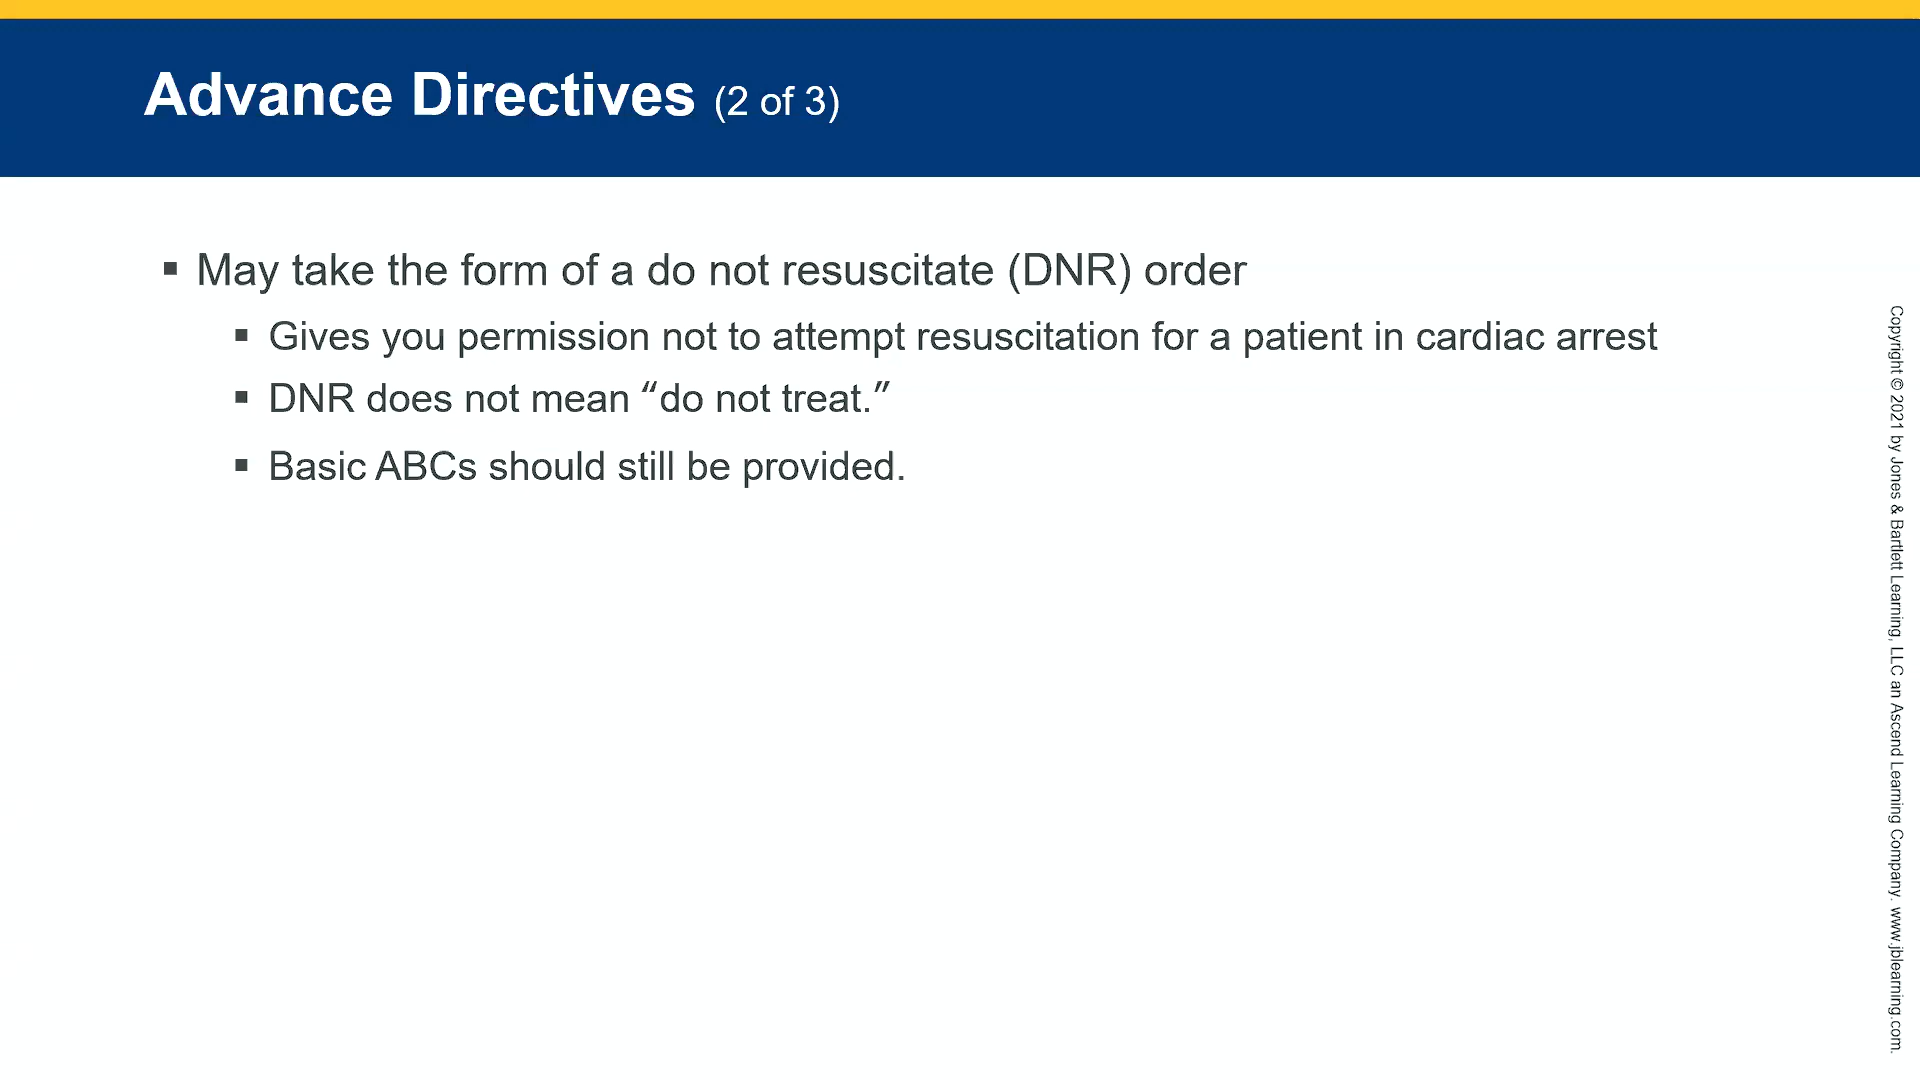 Advance Directives (2 of 3)
▪ May take the form of a do not resuscitate (DNR) order
▪ Gives you permission not to attempt resuscitation for a patient in cardiac arrest
▪ DNR does not mean “do not treat.”
▪ Basic ABCs should still be provided.
Copyright © 2021 by Jones & Bartlett Learning, LLC an Ascend Learning Company. www.jblearning.com.